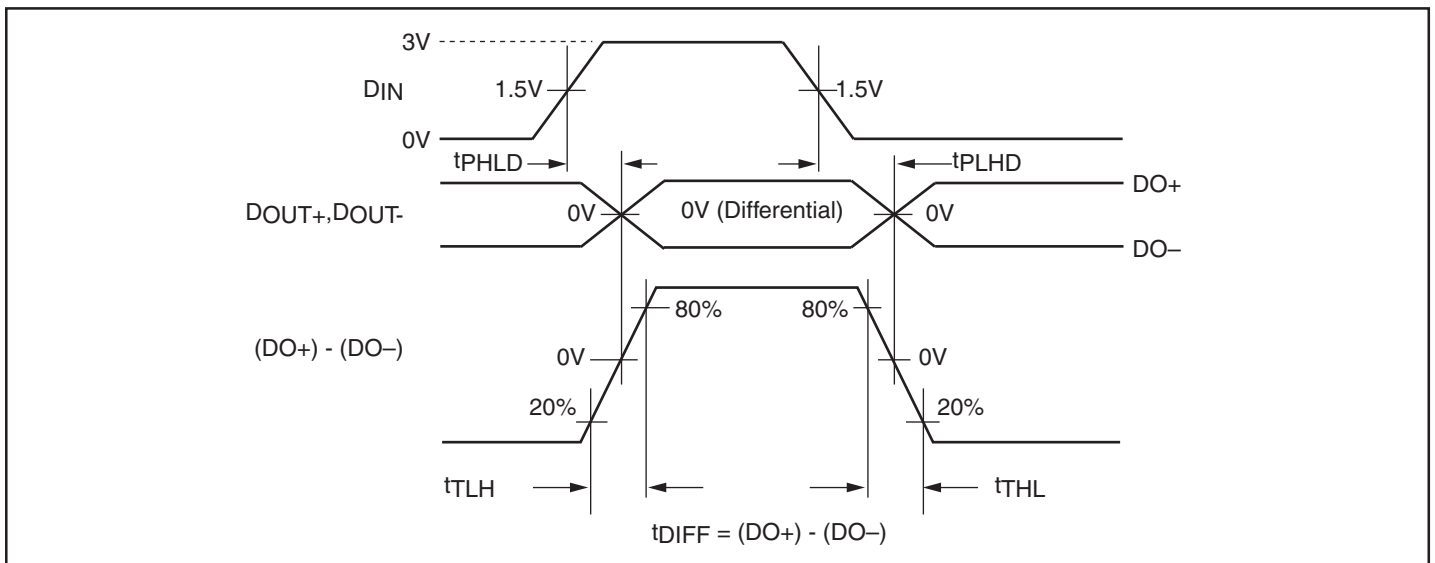 3V
DIN
1.5V
1.5V
0V
tPHLD
tPLHD
DO+
DOUT+,DOUT-
0V
0V (Differential)
0V
DO–
80%
80%
(DO+) - (DO–)
0V
0V
20%
20%
tTLH
tTHL
tDIFF = (DO+) - (DO–)